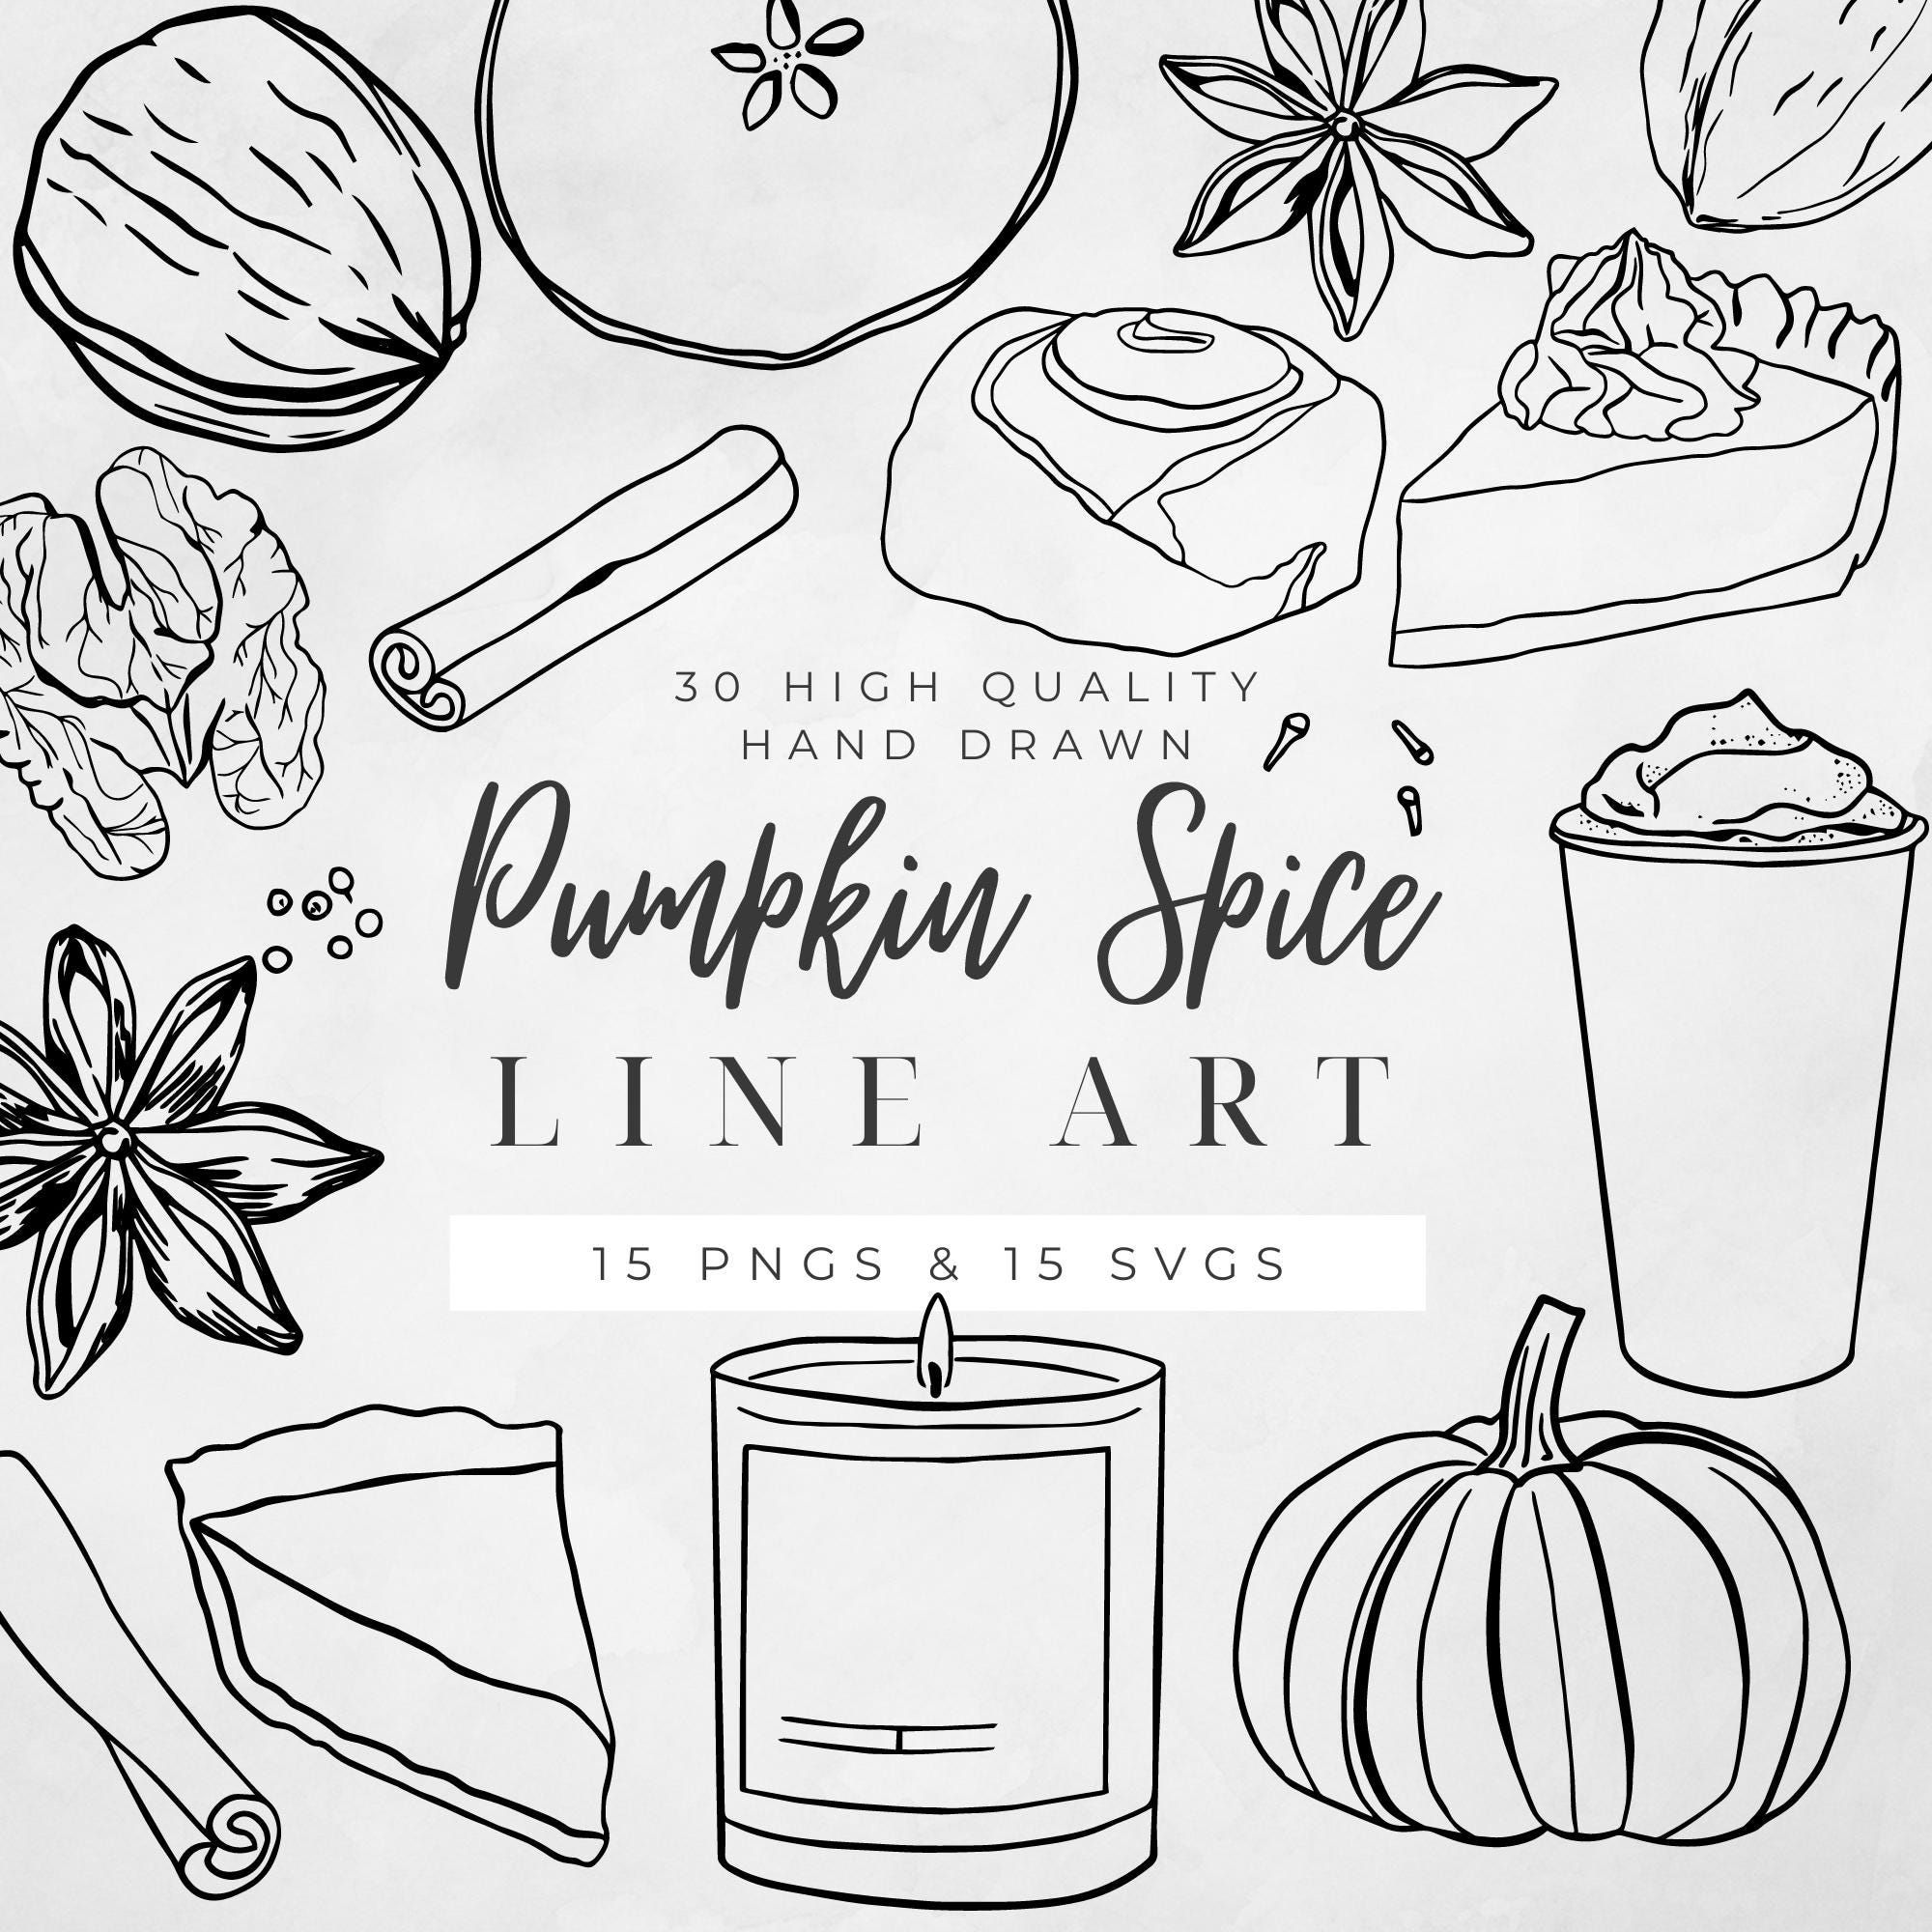 30 HIGH QUALITY
HAND DRAWN
Pumpkin Spice
LINE ART
15 PNGS & 15 SVGS